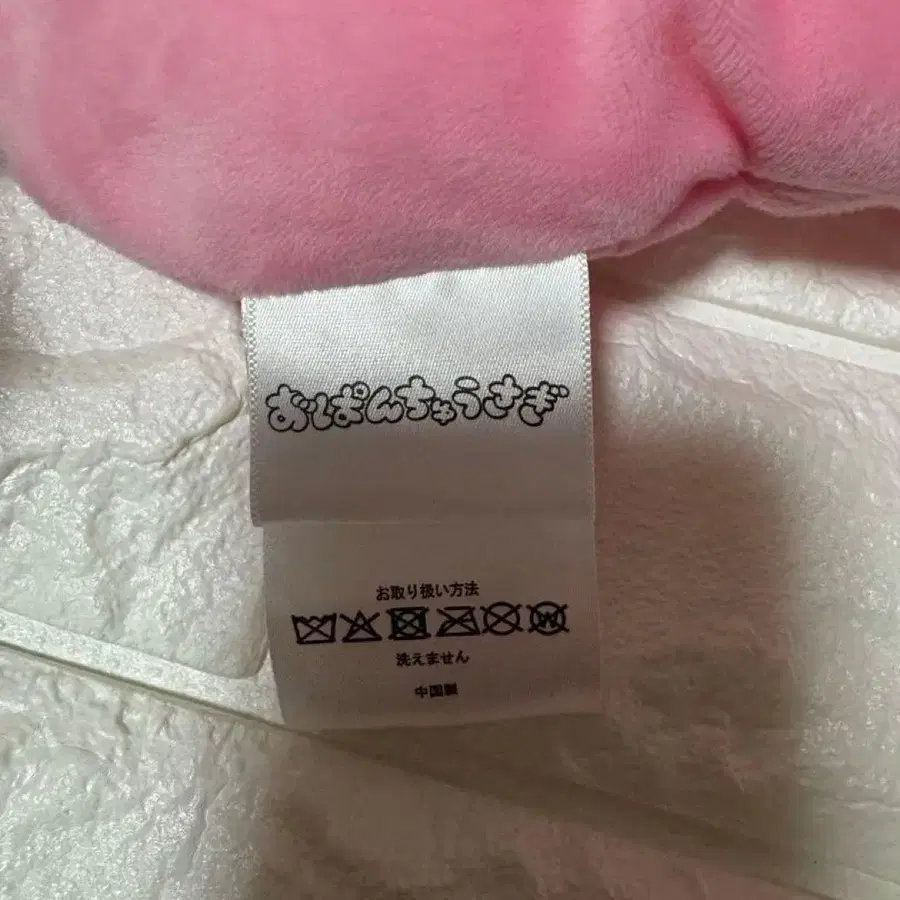 おぱんちゅうさぎ
お取り扱い方法
洗えません
中国製